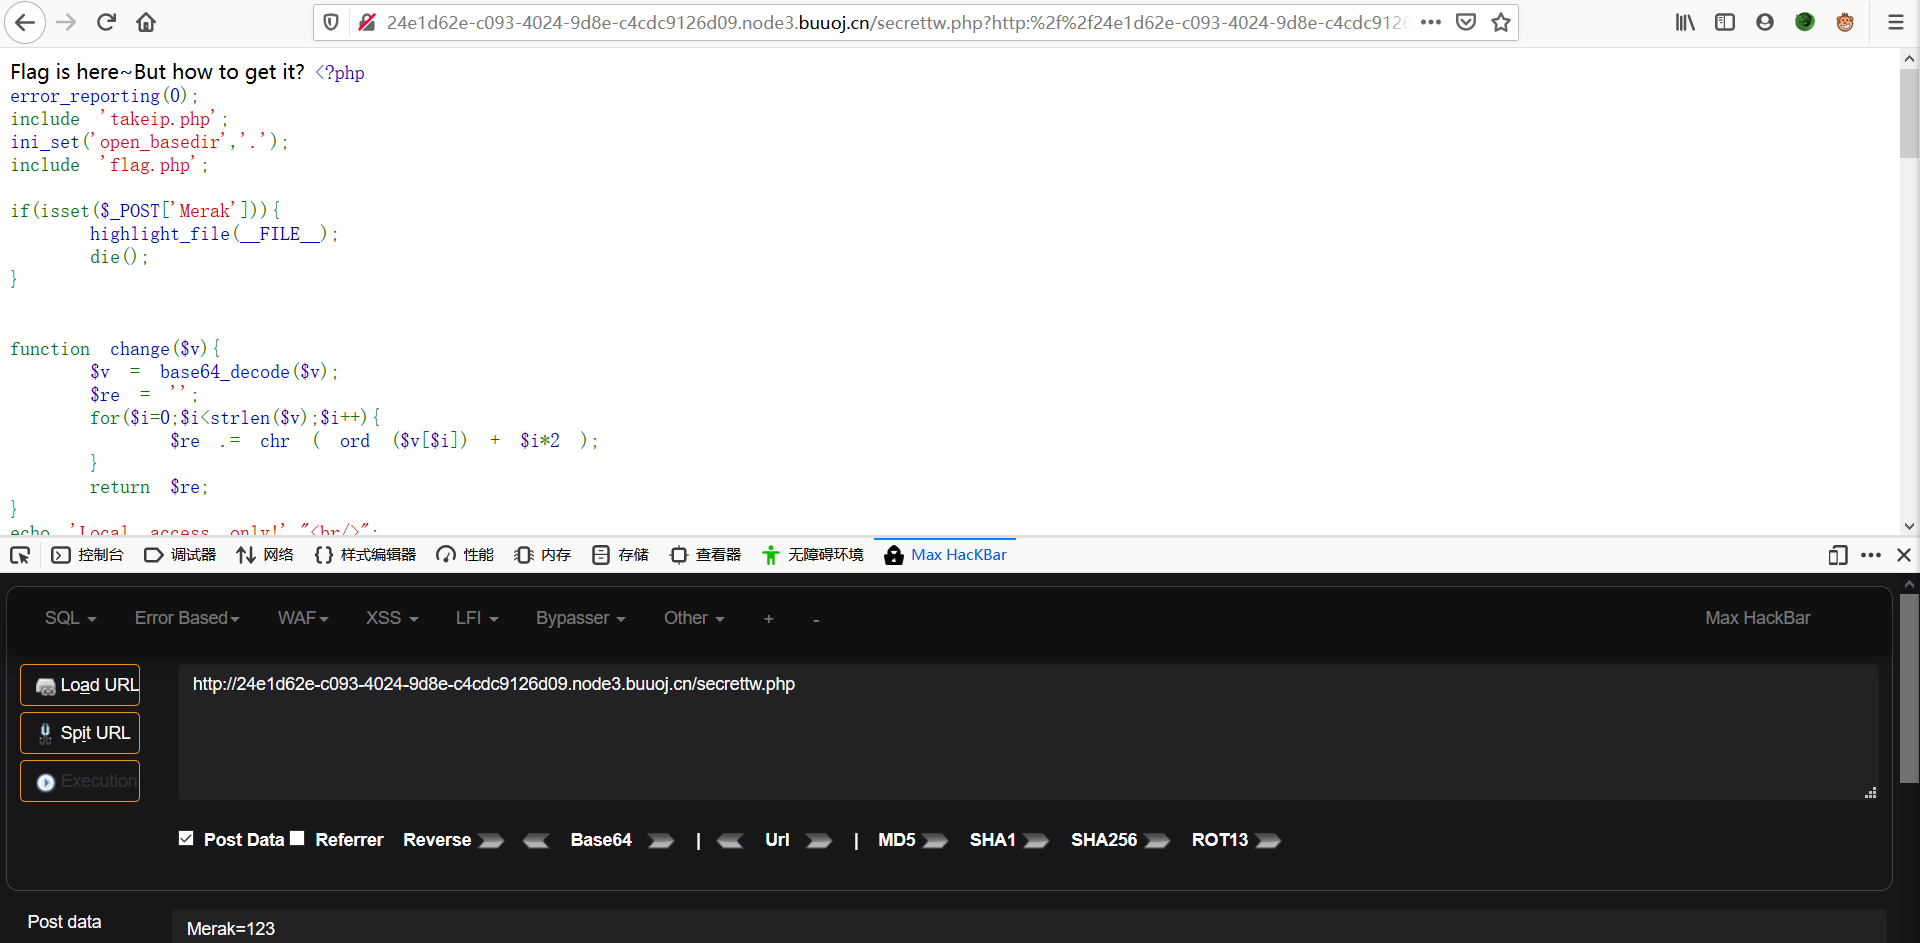 24e1d62e-c093-4024-9d8e-c4cdc9126d09.node3.buuoj.cn/secrettw.php?http:%2f%2f24e1d62e-c093-4024-9d8e-c4cdc9126
Flag is here~But how to get it? <?php
error_reporting(0);
include 'takeip.php';
ini_set('open_basedir','.');
include 'flag.php';
if(isset($_POST['Merak'])){
highlight_file(__FILE__);
die();
}
function change($v){
$v = base64_decode($v);
$re = '';
for($i=0;$i<strlen($v);$i++){
$re .= chr ( ord ($v[$i]) + $i*2 );
}
return $re;
}
echo 'Local access only!'."<br/>";
控制台 调试器 网络 样式编辑器 性能 内存 存储 查看器 无障碍环境 Max HacKBar
SQL Error Based WAF XSS LFI Bypasser Other + - Max HackBar
Load URL
http://24e1d62e-c093-4024-9d8e-c4cdc9126d09.node3.buuoj.cn/secrettw.php
Spit URL
Execution
Post Data Referrer Reverse Base64 | Url | MD5 SHA1 SHA256 ROT13
Post data
Merak=123